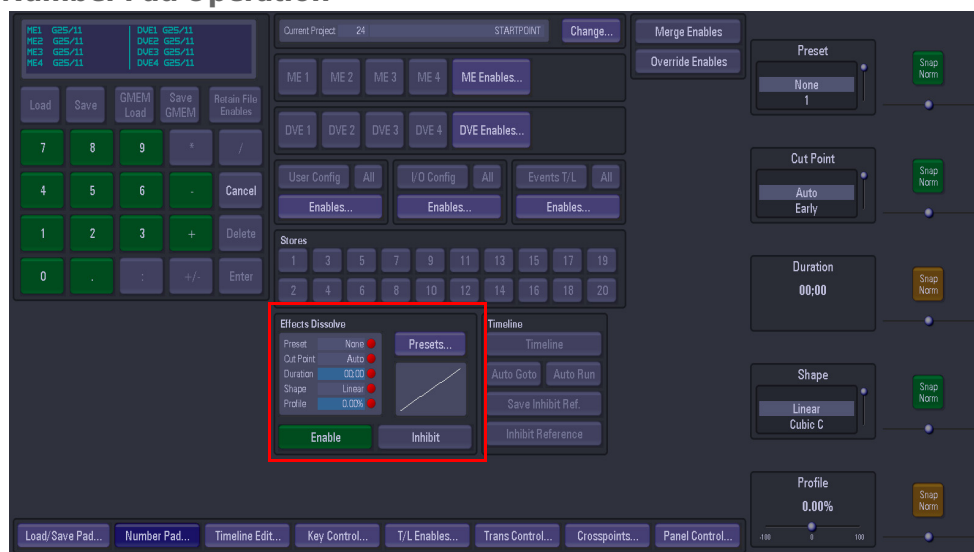 ME1 G25/11 DVE1 G25/11
ME2 G25/11 DVE2 G25/11
ME3 G25/11 DVE3 G25/11
ME4 G25/11 DVE4 G25/11
Load Save GMEM Load Save GMEM Retain File Enables
7 8 9 * /
4 5 6 - Cancel
1 2 3 + Delete
0 . : +/- Enter
Current Project 24 STARTPOINT Change...
ME 1 ME 2 ME 3 ME 4 ME Enables...
DVE 1 DVE 2 DVE 3 DVE 4 DVE Enables...
User Config All I/O Config All Events T/L All
Enables... Enables... Enables...
Stores
1 3 5 7 9 11 13 15 17 19
2 4 6 8 10 12 14 16 18 20
Effects Dissolve
Preset None
Cut Point Auto
Duration 00:00
Shape Linear
Profile 0.00%
Presets...
Enable Inhibit
Timeline
Timeline
Auto Goto Auto Run
Save Inhibit Ref.
Inhibit Reference
Merge Enables
Override Enables
Preset
None
1
Snap Norm
Cut Point
Auto
Early
Snap Norm
Duration
00;00
Snap Norm
Shape
Linear
Cubic C
Snap Norm
Profile
0.00%
-100 0 100
Snap Norm
Load/Save Pad... Number Pad... Timeline Edit... Key Control... T/L Enables... Trans Control... Crosspoints... Panel Control...